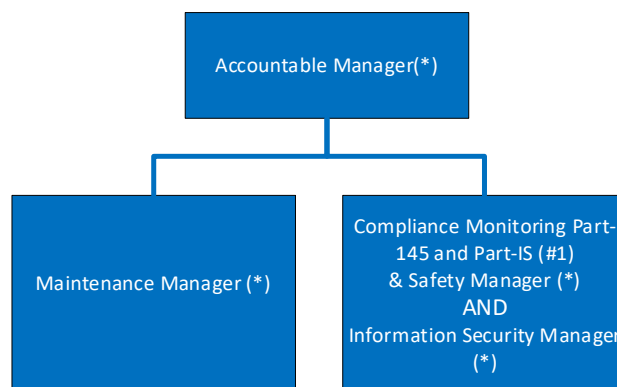 Accountable Manager(*)
Maintenance Manager (*)
Compliance Monitoring Part-
145 and Part-IS (#1)
& Safety Manager (*)
AND
Information Security Manager
(*)